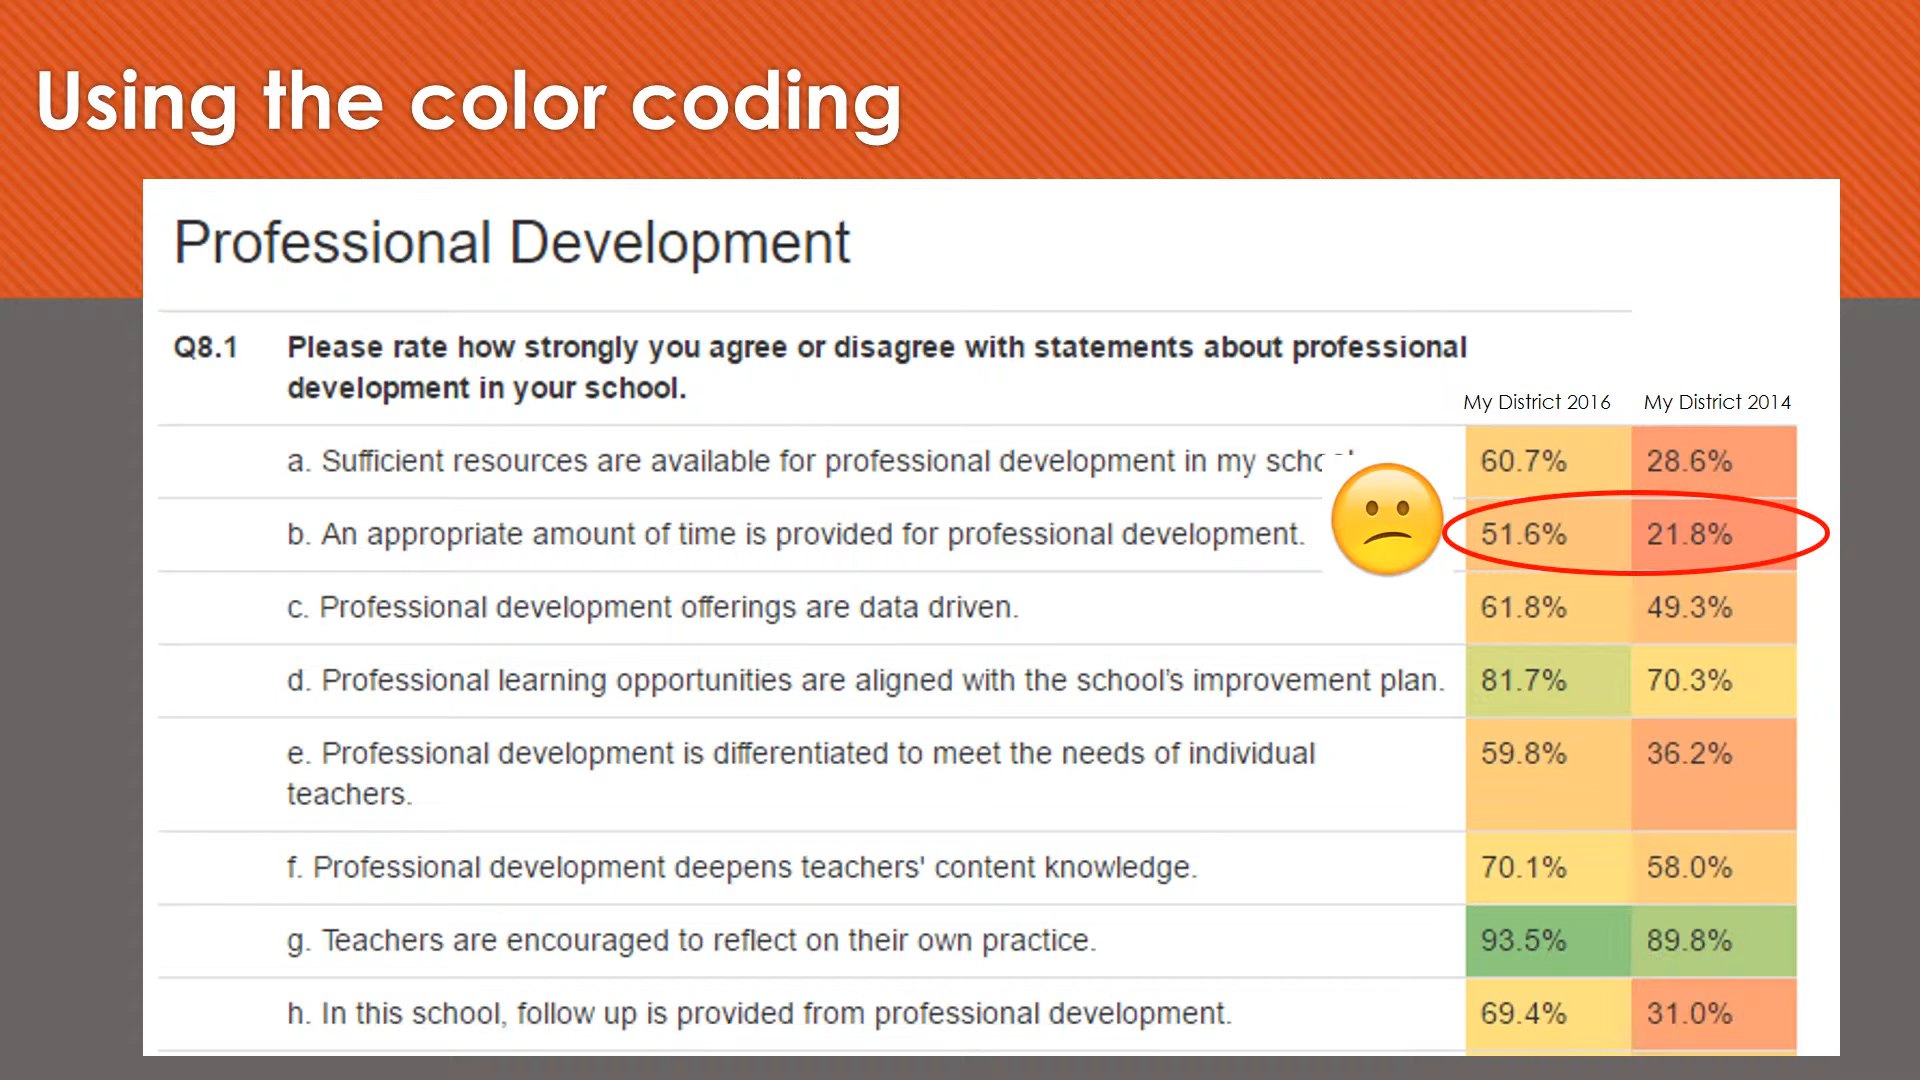 Using the color coding
Professional Development
Q8.1 Please rate how strongly you agree or disagree with statements about professional
development in your school.
My District 2016 My District 2014
a. Sufficient resources are available for professional development in my 60.7% 28.6%
b. An appropriate amount of time is provided for professional development. 51.6% 21.8%
c. Professional development offerings are data driven. 61.8% 49.3%
d. Professional learning opportunities are aligned with the school's improvement plan. 81.7% 70.3%
e. Professional development is differentiated to meet the needs of individual 59.8% 36.2%
teachers.
f. Professional development deepens teachers' content knowledge. 70.1% 58.0%
g. Teachers are encouraged to reflect on their own practice. 93.5% 89.8%
h. In this school, follow up is provided from professional development. 69.4% 31.0%